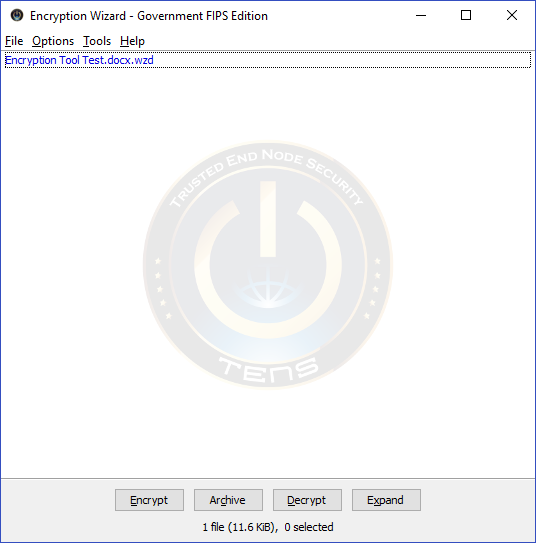 Encryption Wizard - Government FIPS Edition
File Options Tools Help
Encryption Tool Test.docx.wzd
TRUSTED END NODE SECURITY
TENS
Encrypt Archive Decrypt Expand
1 file (11.6 KiB), 0 selected